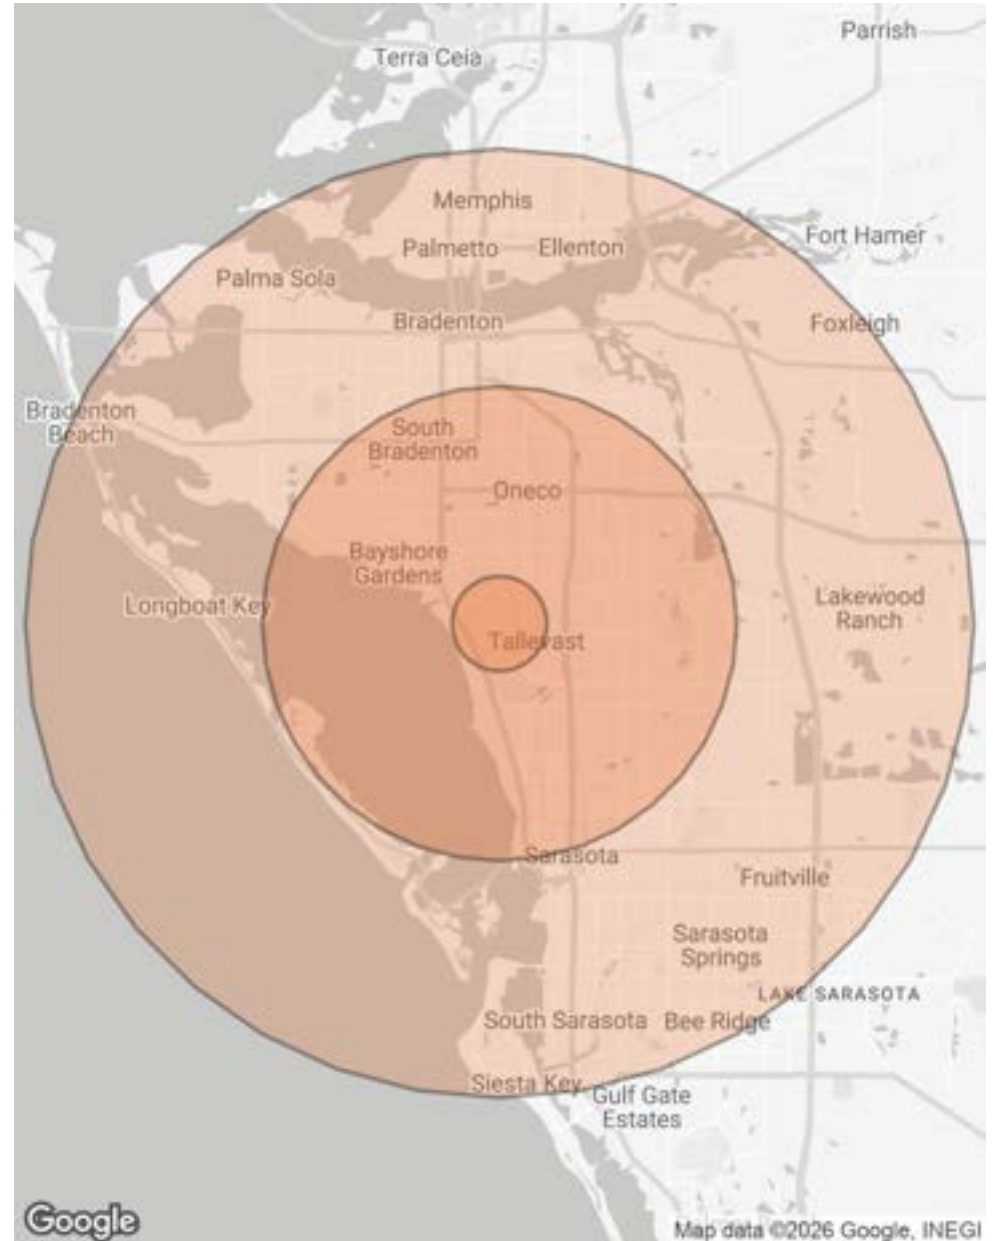 Parrish
Terra Ceia
Memphis
Fort Hamer
Palmetto
Ellenton
Palma Sola
Bradenton
Foxleigh
Bradenton
Beach
South
Bradenton
Oneco
Bayshore
Gardens
Longboat Key
Lakewood
Ranch
Tallevast
Sarasota
Fruitville
Sarasota
Springs
LAKE SARASOTA
South Sarasota
Bee Ridge
Siesta Key
Gulf Gate
Estates
Google
Map data ©2026 Google, INEGI